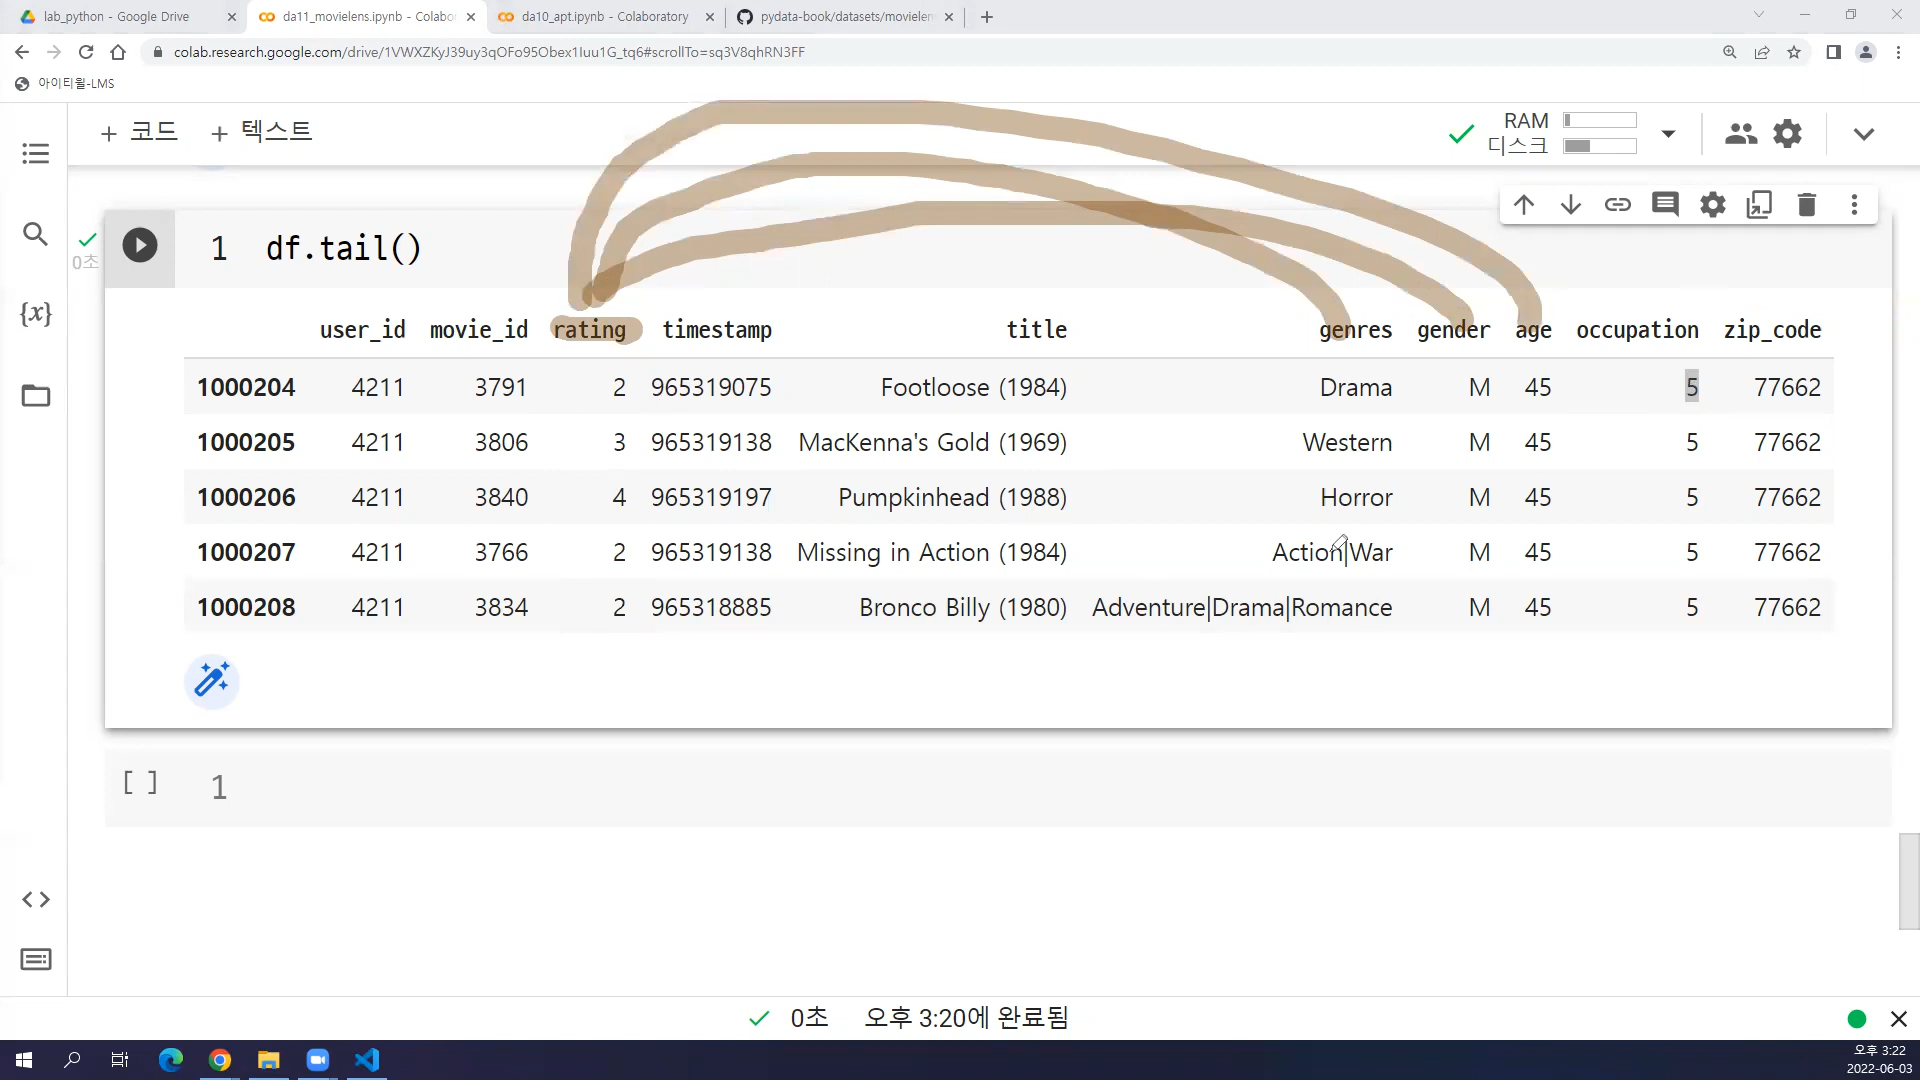 lab_python - Google Drive
da11_movielens.ipynb - Colabo
da10_apt.ipynb - Colaboratory
pydata-book/datasets/movielen
colab.research.google.com/drive/1VWXZKyJ39uy3qOFo95Obex1Iuu1G_tq6#scrollTo=sq3V8qhRN3FF
아이티윌-LMS
+ 코드 + 텍스트
RAM
디스크
0초
1 df.tail()
user_id movie_id rating timestamp title genres gender age occupation zip_code
1000204 4211 3791 2 965319075 Footloose (1984) Drama M 45 5 77662
1000205 4211 3806 3 965319138 MacKenna's Gold (1969) Western M 45 5 77662
1000206 4211 3840 4 965319197 Pumpkinhead (1988) Horror M 45 5 77662
1000207 4211 3766 2 965319138 Missing in Action (1984) Action|War M 45 5 77662
1000208 4211 3834 2 965318885 Bronco Billy (1980) Adventure|Drama|Romance M 45 5 77662
[ ] 1
0초 오후 3:20에 완료됨
오후 3:22
2022-06-03